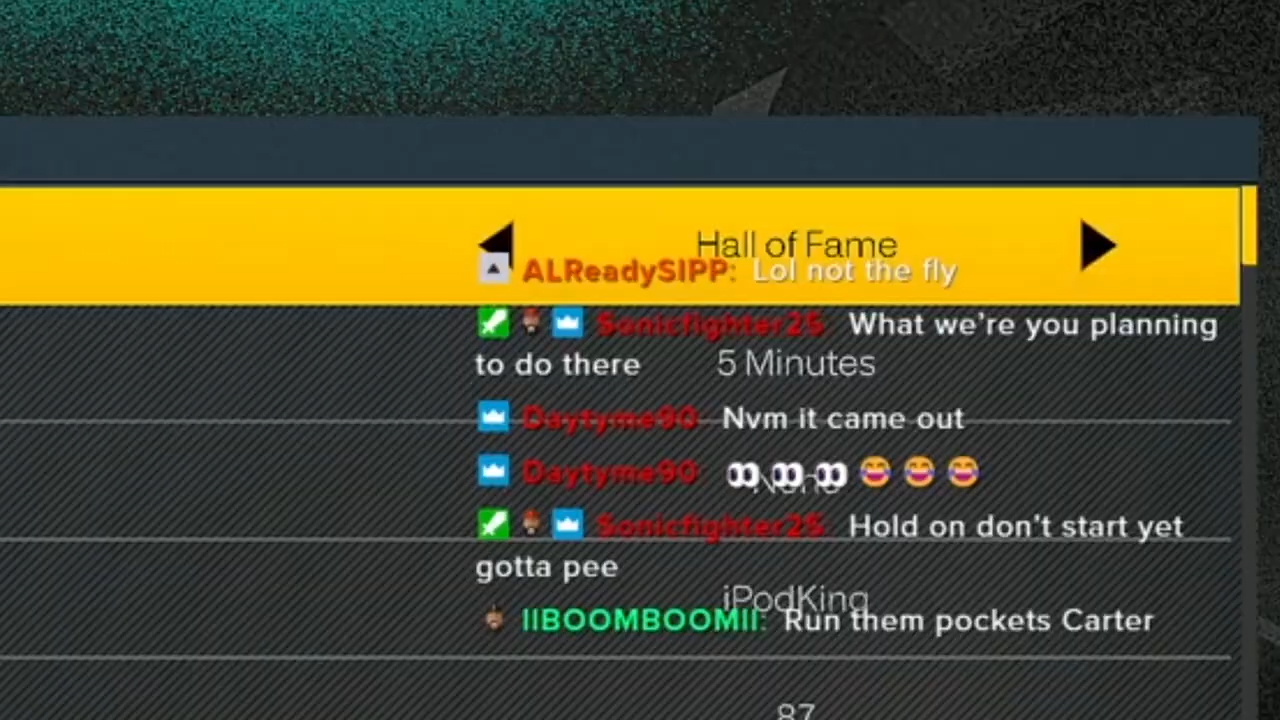 Hall of Fame
ALReadySIPP: Lol not the fly
Sonicfighter25 What we're you planning
to do there
5 Minutes
Daytyme90 Nvm it came out
Daytyme90 👀 👀 👀 😂 😂 😂
None
Sonicfighter25 Hold on don't start yet
gotta pee
iPodKing
IIBOOMBOOMII: Run them pockets Carter
87